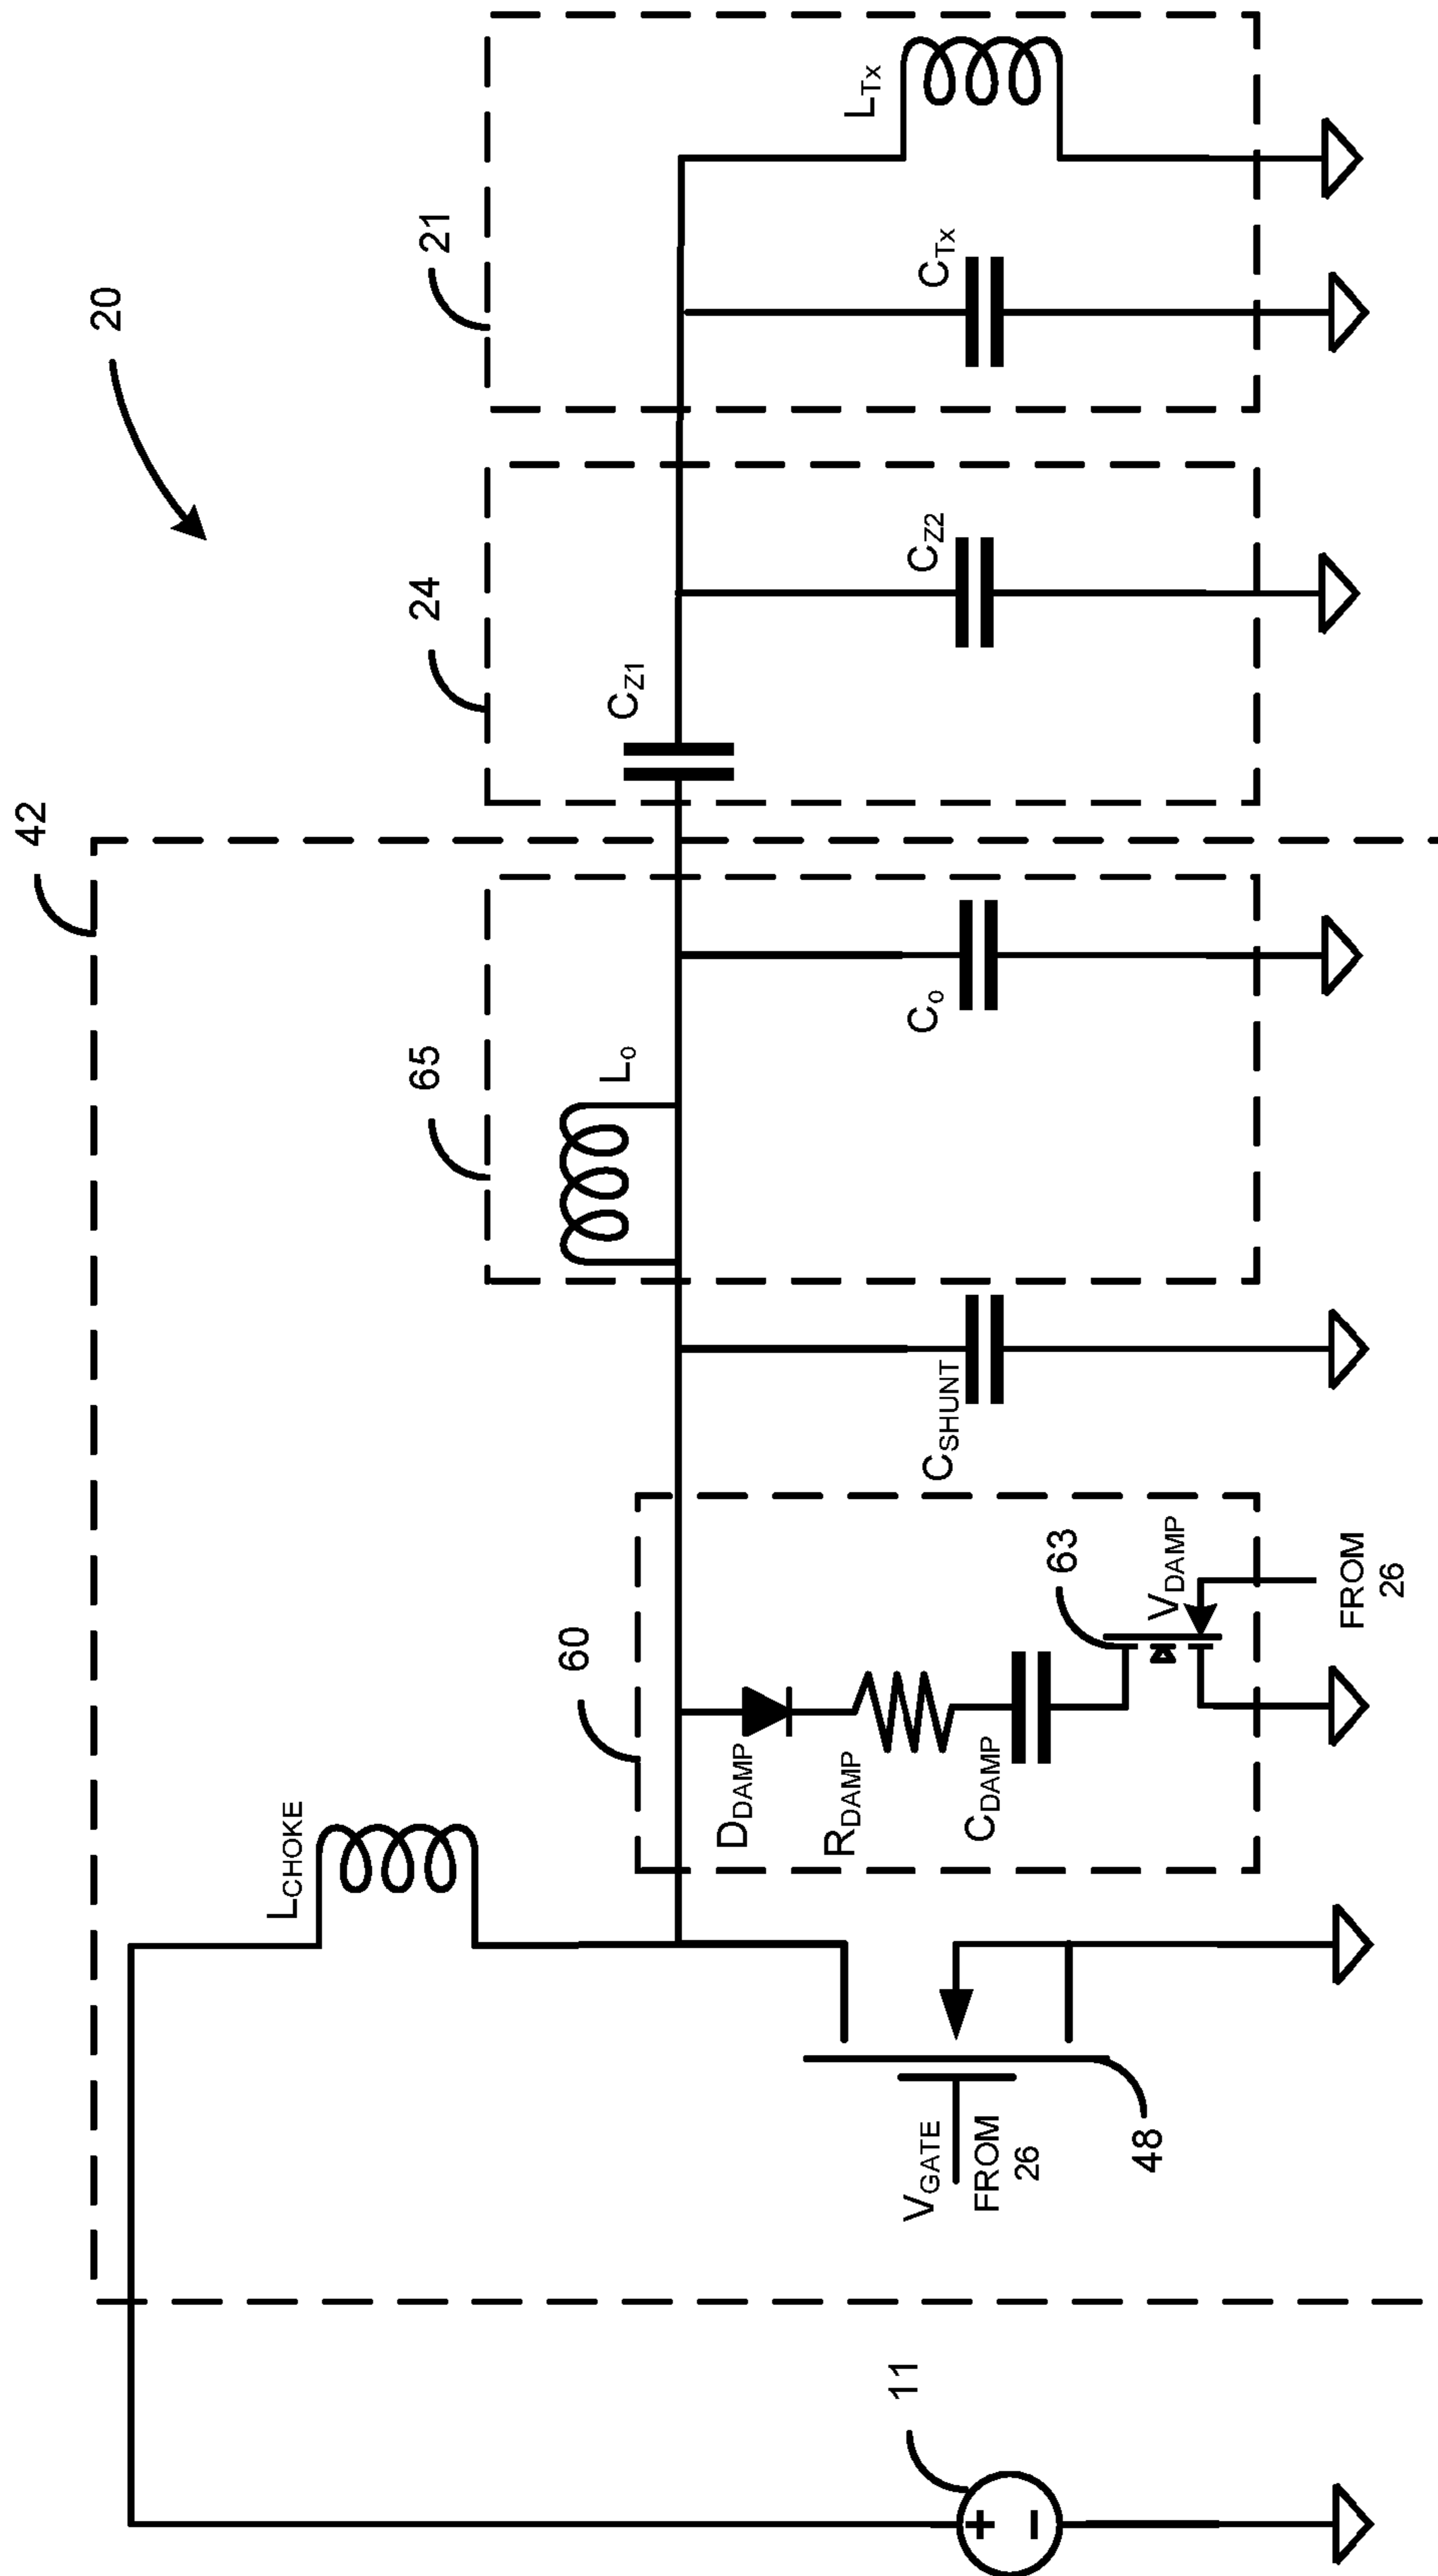 20
42
21
24
65
60
11
L_CHOKE
C_Z1
L_o
L_Tx
D_DAMP
R_DAMP
C_DAMP
63
V_DAMP
FROM
26
C_SHUNT
C_o
C_Z2
C_Tx
V_GATE
FROM
26
48
+
−